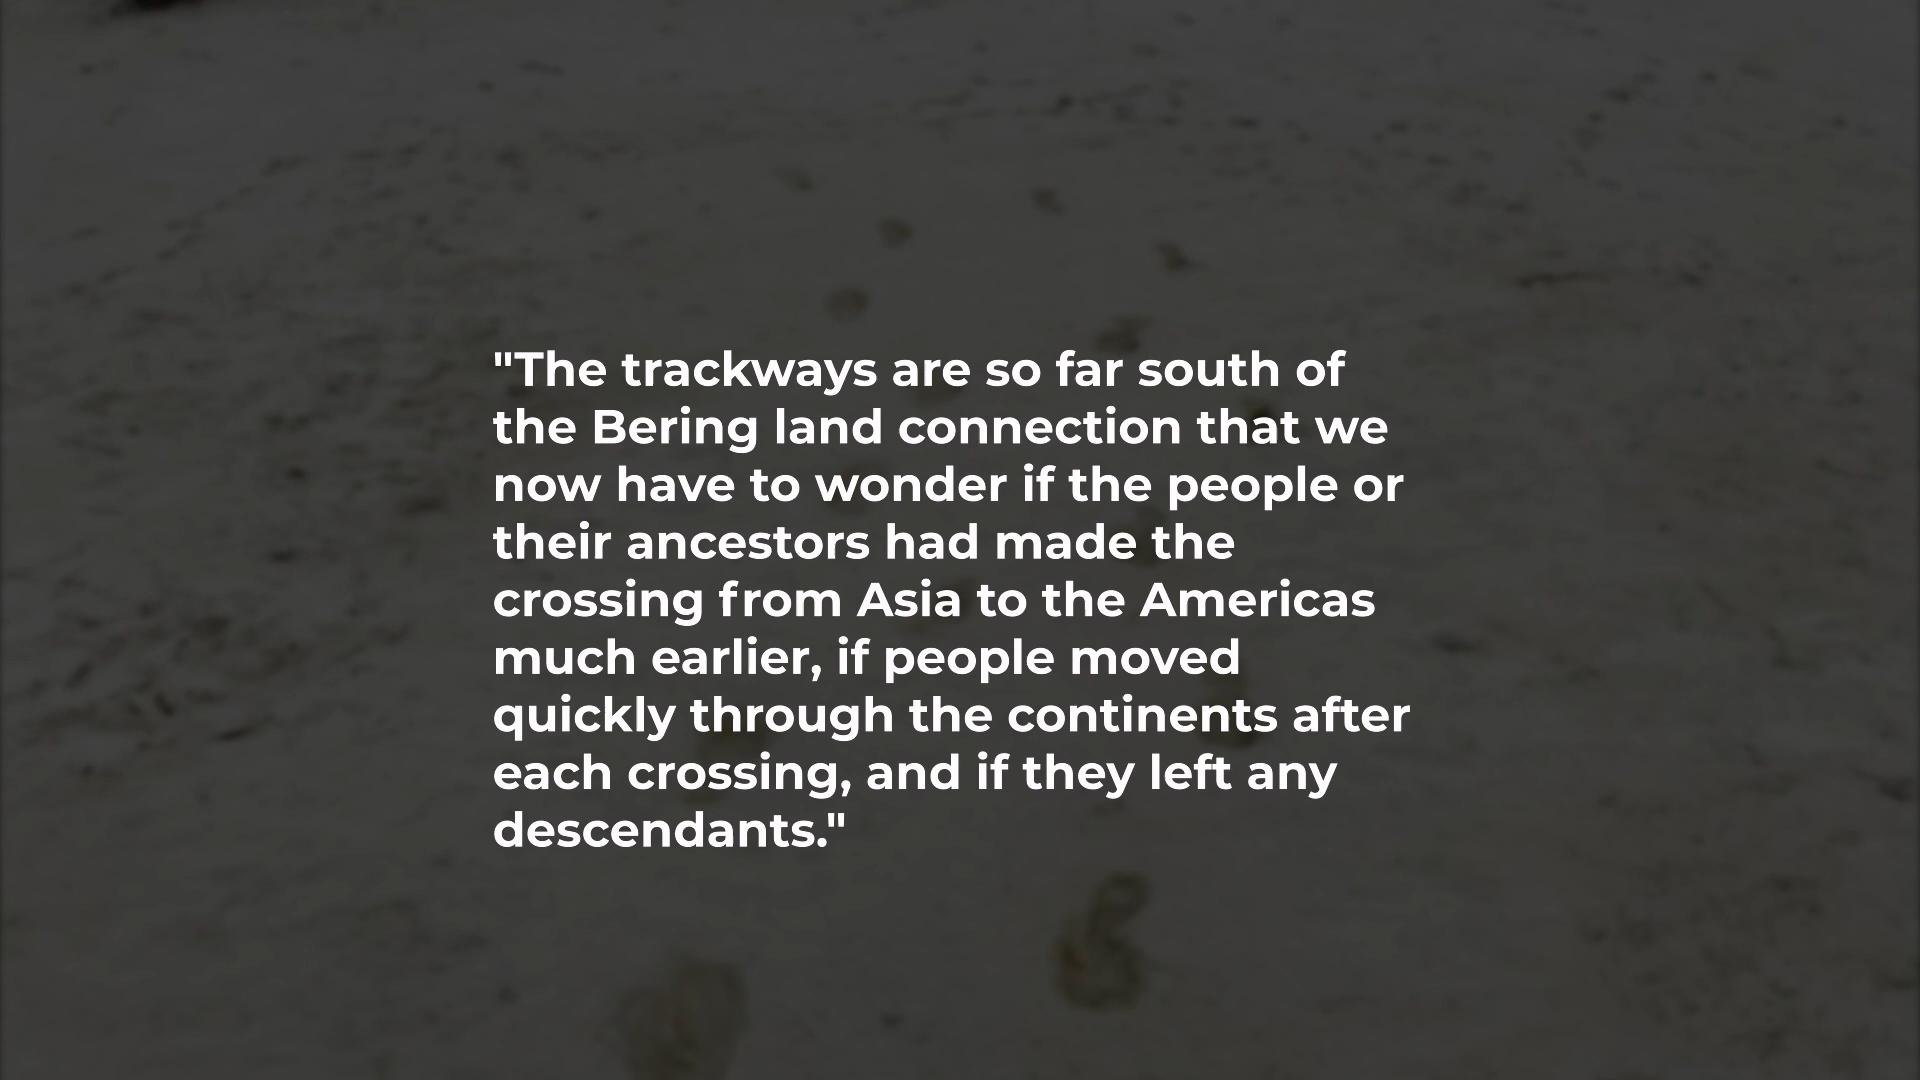 "The trackways are so far south of
the Bering land connection that we
now have to wonder if the people or
their ancestors had made the
crossing from Asia to the Americas
much earlier, if people moved
quickly through the continents after
each crossing, and if they left any
descendants."